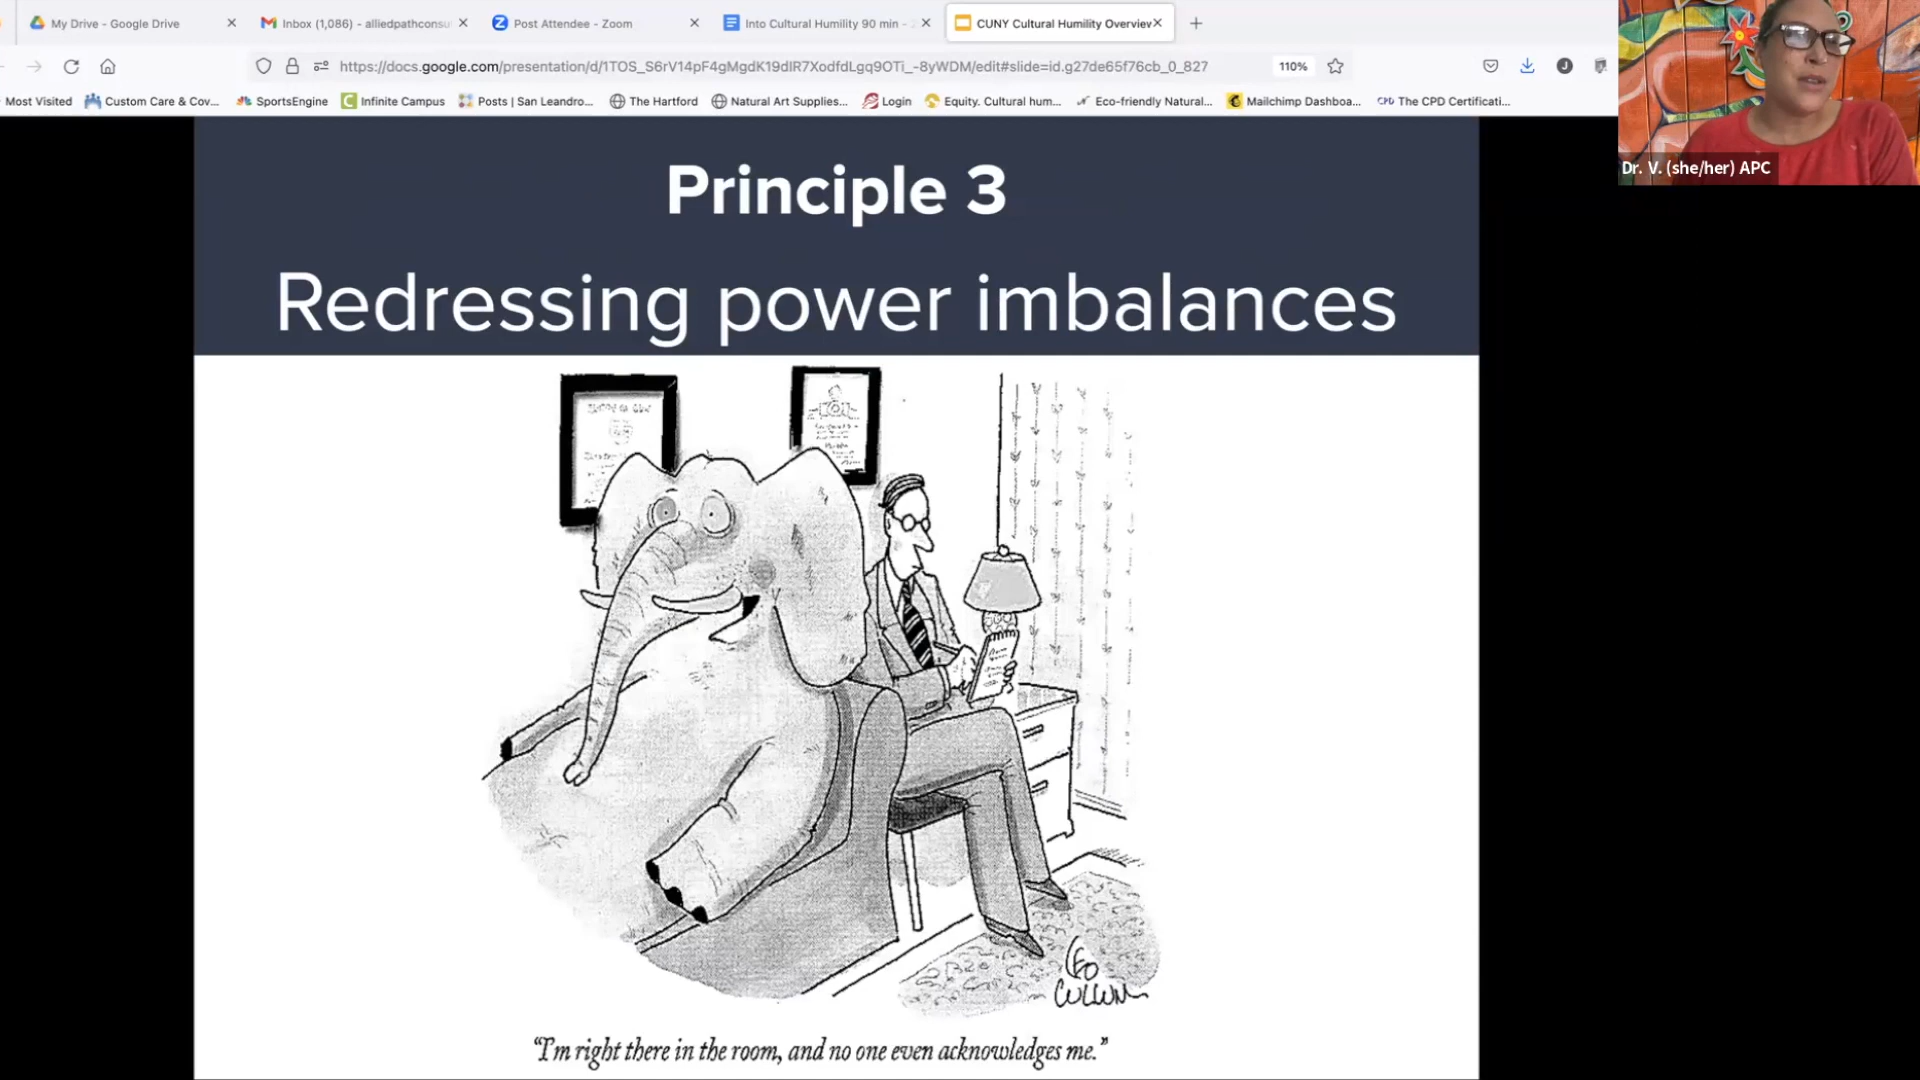 My Drive - Google Drive
Inbox (1,086) - alliedpathconsu
Post Attendee - Zoom
Into Cultural Humility 90 min -
CUNY Cultural Humility Overview
https://docs.google.com/presentation/d/1TOS_S6rV14pF4gMgdK19dIR7XodfdLgq9OTi_-8yWDM/edit#slide=id.g27de65f76cb_0_827
110%
J
Most Visited
Custom Care & Cov...
SportsEngine
Infinite Campus
Posts | San Leandro...
The Hartford
Natural Art Supplies...
Login
Equity. Cultural hum...
Eco-friendly Natural...
Mailchimp Dashboa...
CPD The CPD Certificati...
Dr. V. (she/her) APC
Principle 3
Redressing power imbalances
LEO
CULLUM
“I'm right there in the room, and no one even acknowledges me.”